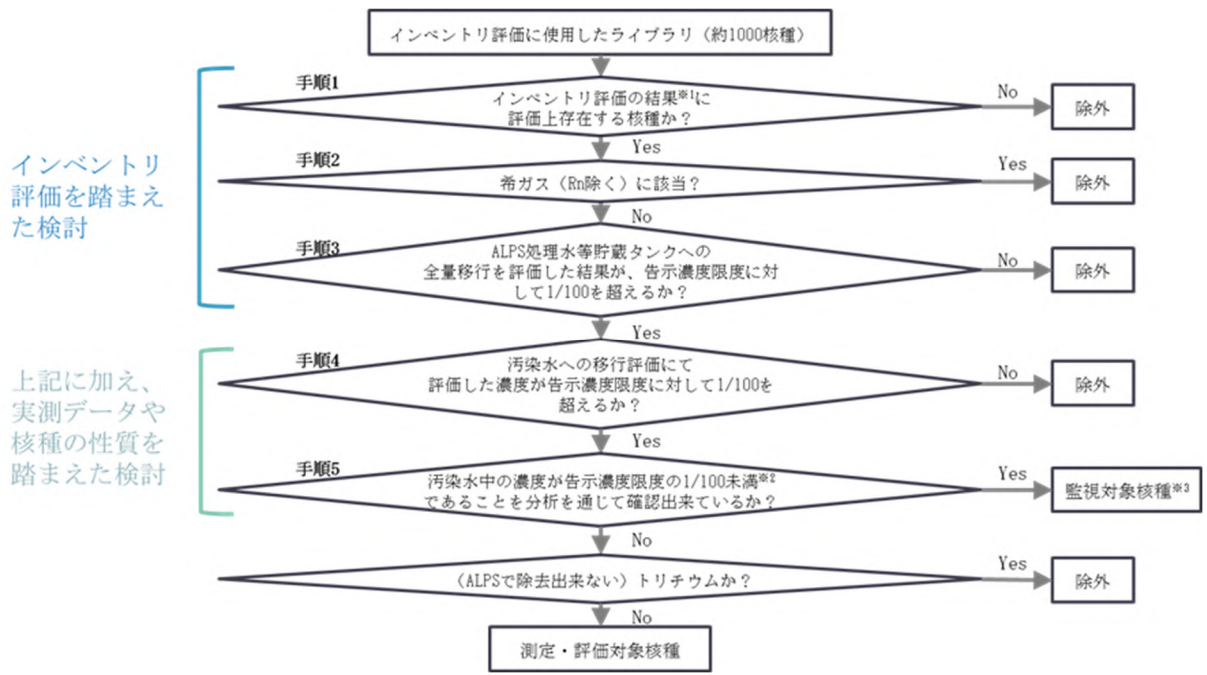 インベントリ評価に使用したライブラリ（約1000核種）
手順1
インベントリ評価の結果※1に
評価上存在する核種か？
No
除外
Yes
インベントリ
評価を踏まえ
た検討
手順2
希ガス（Rn除く）に該当？
Yes
除外
No
手順3
ALPS処理水等貯蔵タンクへの
全量移行を評価した結果が、告示濃度限度に対
して1/100を超えるか？
No
除外
Yes
上記に加え、
実測データや
核種の性質を
踏まえた検討
手順4
汚染水への移行評価にて
評価した濃度が告示濃度限度に対して1/100を
超えるか？
No
除外
Yes
手順5
汚染水中の濃度が告示濃度限度の1/100未満※2
であることを分析を通じて確認出来ているか？
Yes
監視対象核種※3
No
（ALPSで除去出来ない）トリチウムか？
Yes
除外
No
測定・評価対象核種